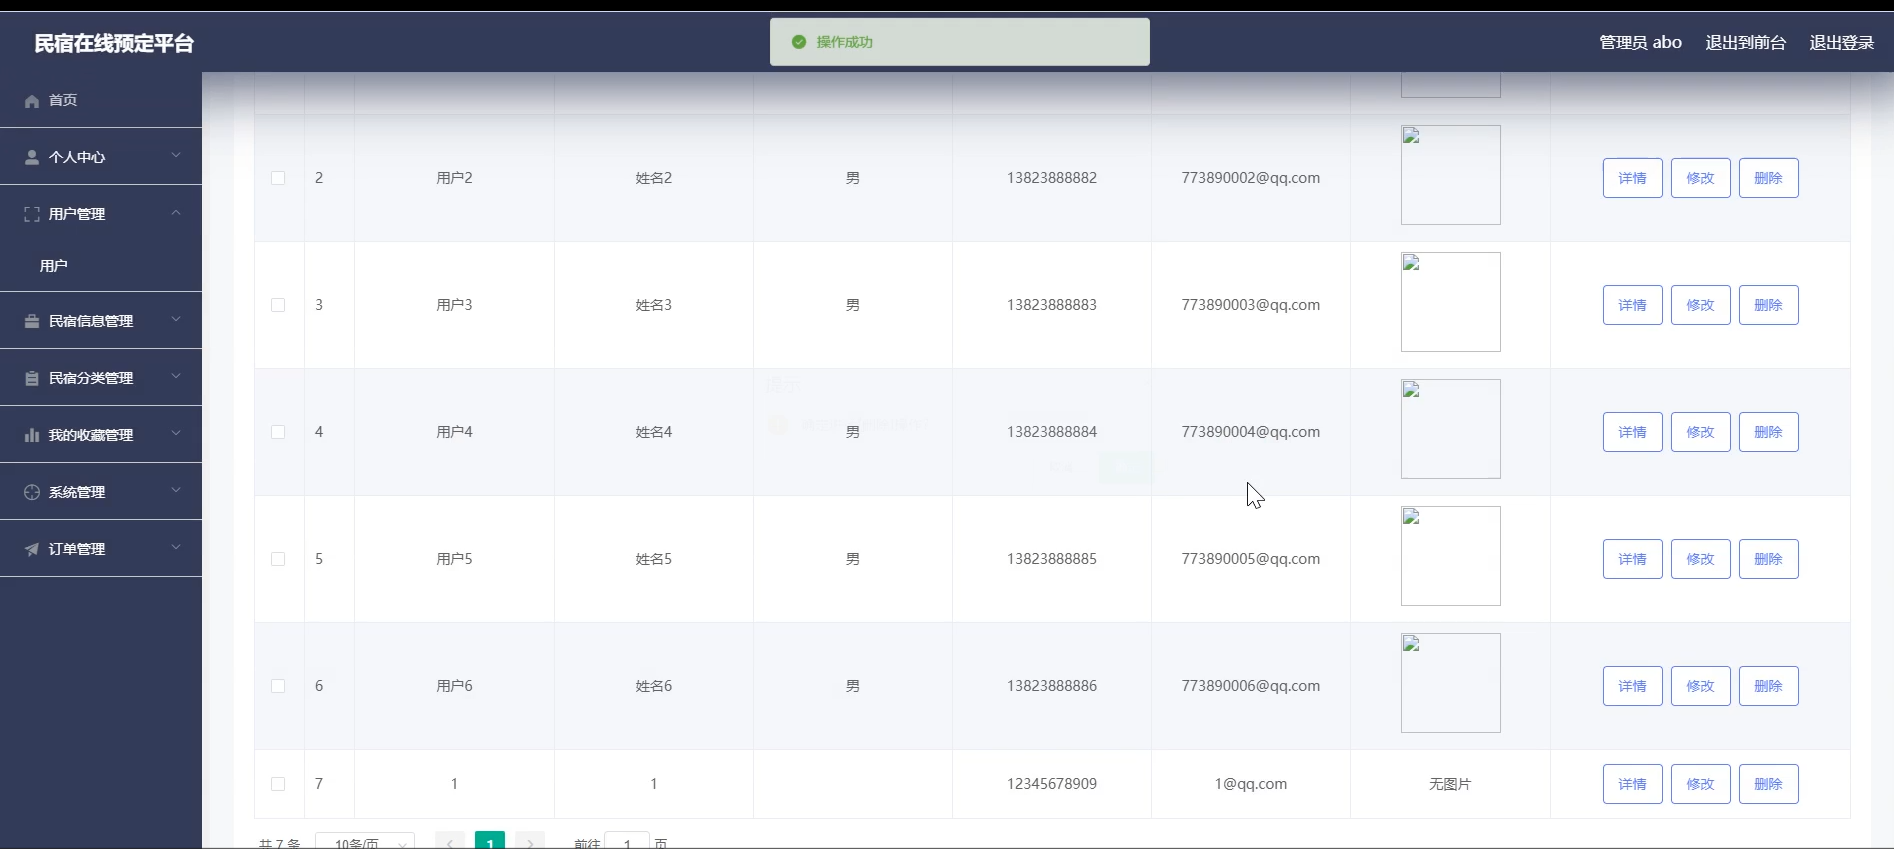 民宿在线预定平台
操作成功
管理员 abo 退出到前台 退出登录
首页
个人中心
用户管理
用户
民宿信息管理
民宿分类管理
我的收藏管理
系统管理
订单管理
2 用户2 姓名2 男 13823888882 773890002@qq.com 详情 修改 删除
3 用户3 姓名3 男 13823888883 773890003@qq.com 详情 修改 删除
提示
4 用户4 姓名4 男 13823888884 773890004@qq.com 详情 修改 删除
5 用户5 姓名5 男 13823888885 773890005@qq.com 详情 修改 删除
6 用户6 姓名6 男 13823888886 773890006@qq.com 详情 修改 删除
7 1 1 12345678909 1@qq.com 无图片 详情 修改 删除
共 7 条 10条/页 1 前往 1 页